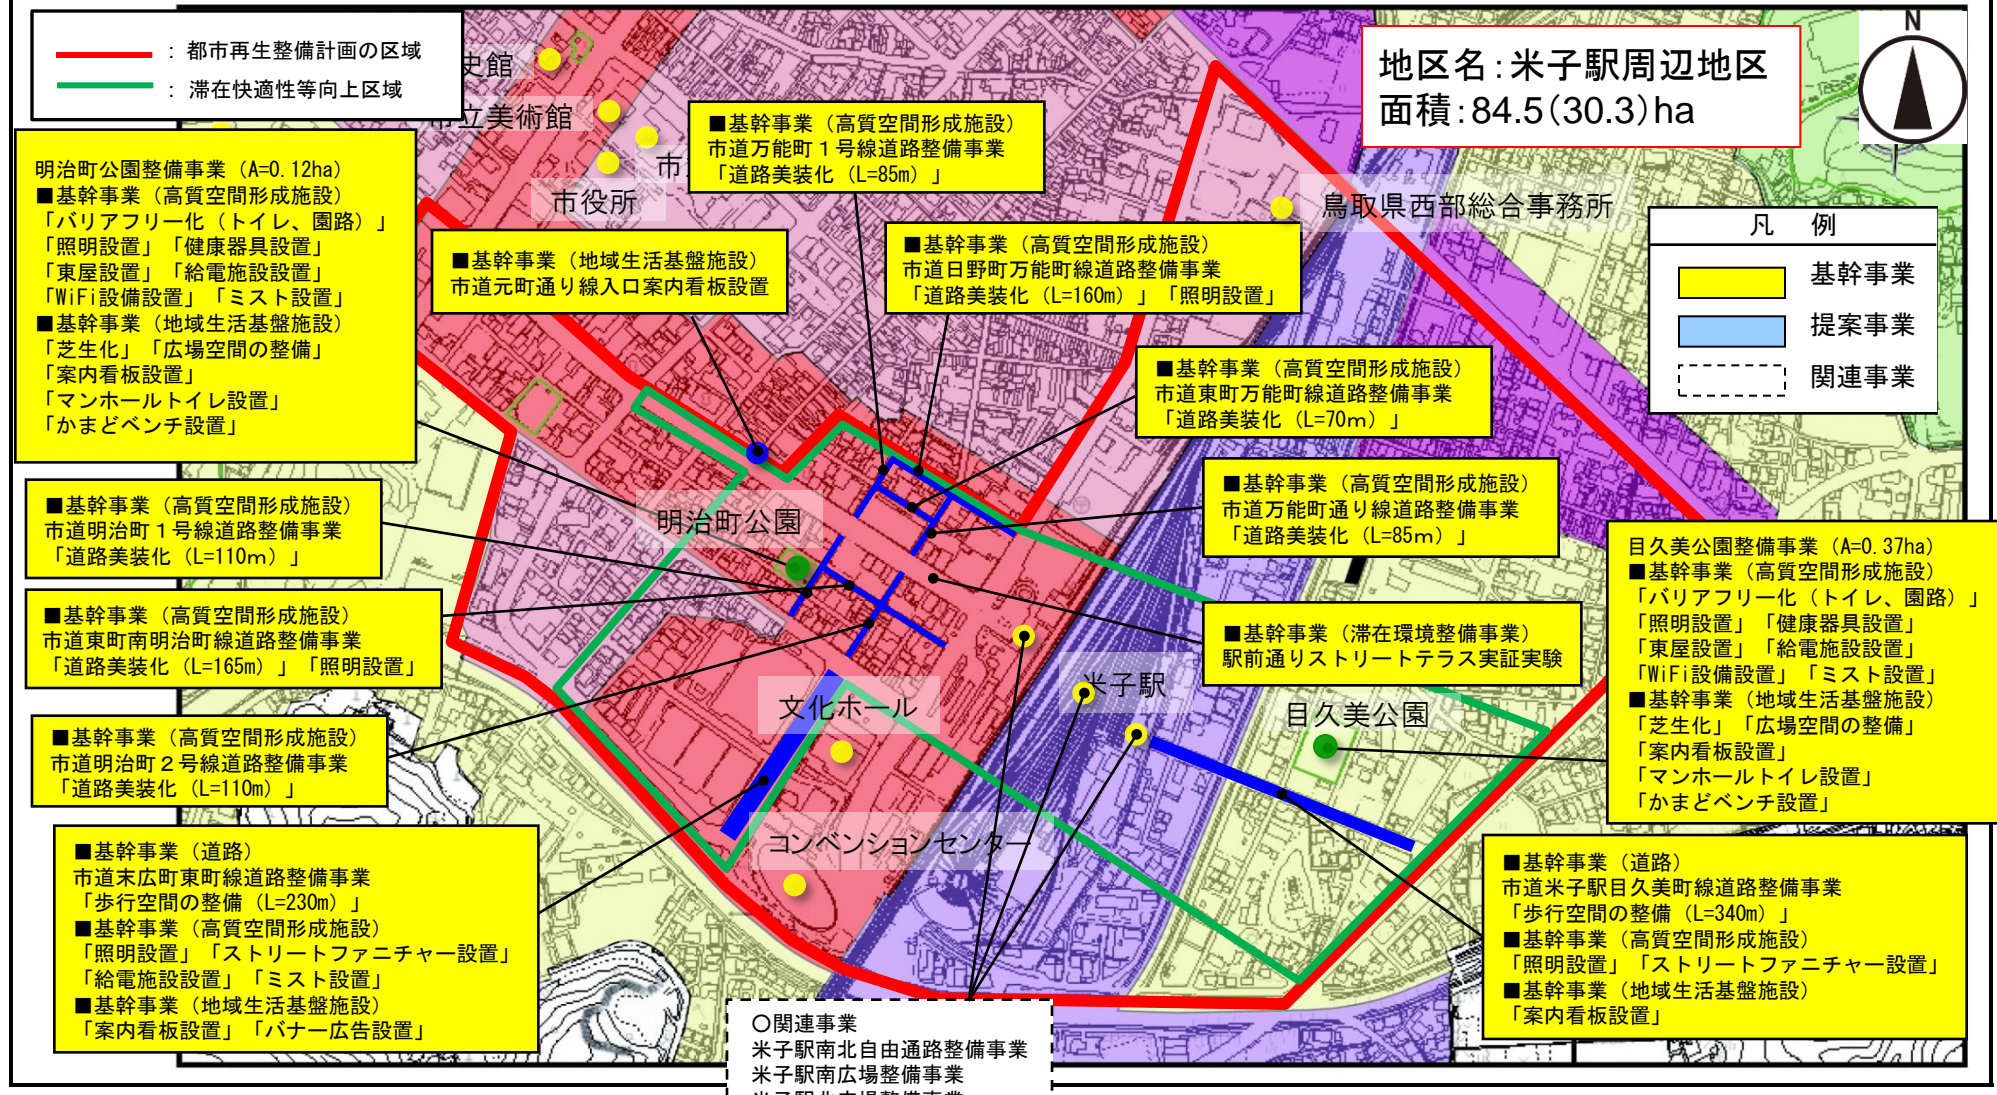 ：都市再生整備計画の区域
：滞在快適性等向上区域
地区名：米子駅周辺地区
面積：84.5（30.3）ha
N
凡　例
基幹事業
提案事業
関連事業
史館
立美術館
市
市役所
鳥取県西部総合事務所
明治町公園
文化ホール
米子駅
目久美公園
コンベンションセンター
明治町公園整備事業（A=0.12ha）
■基幹事業（高質空間形成施設）
「バリアフリー化（トイレ、園路）」
「照明設置」「健康器具設置」
「東屋設置」「給電施設設置」
「WiFi設備設置」「ミスト設置」
■基幹事業（地域生活基盤施設）
「芝生化」「広場空間の整備」
「案内看板設置」
「マンホールトイレ設置」
「かまどベンチ設置」
■基幹事業（地域生活基盤施設）
市道元町通り線入口案内看板設置
■基幹事業（高質空間形成施設）
市道万能町１号線道路整備事業
「道路美装化（L=85m）」
■基幹事業（高質空間形成施設）
市道日野町万能町線道路整備事業
「道路美装化（L=160m）」「照明設置」
■基幹事業（高質空間形成施設）
市道東町万能町線道路整備事業
「道路美装化（L=70ｍ）」
■基幹事業（高質空間形成施設）
市道万能町通り線道路整備事業
「道路美装化（L=85ｍ）」
■基幹事業（滞在環境整備事業）
駅前通りストリートテラス実証実験
■基幹事業（高質空間形成施設）
市道明治町１号線道路整備事業
「道路美装化（L=110ｍ）」
■基幹事業（高質空間形成施設）
市道東町南明治町線道路整備事業
「道路美装化（L=165m）」「照明設置」
■基幹事業（高質空間形成施設）
市道明治町２号線道路整備事業
「道路美装化（L=110m）」
■基幹事業（道路）
市道末広町東町線道路整備事業
「歩行空間の整備（L=230m）」
■基幹事業（高質空間形成施設）
「照明設置」「ストリートファニチャー設置」
「給電施設設置」「ミスト設置」
■基幹事業（地域生活基盤施設）
「案内看板設置」「バナー広告設置」
目久美公園整備事業（A=0.37ha）
■基幹事業（高質空間形成施設）
「バリアフリー化（トイレ、園路）」
「照明設置」「健康器具設置」
「東屋設置」「給電施設設置」
「WiFi設備設置」「ミスト設置」
■基幹事業（地域生活基盤施設）
「芝生化」「広場空間の整備」
「案内看板設置」
「マンホールトイレ設置」
「かまどベンチ設置」
■基幹事業（道路）
市道米子駅目久美町線道路整備事業
「歩行空間の整備（L=340m）」
■基幹事業（高質空間形成施設）
「照明設置」「ストリートファニチャー設置」
■基幹事業（地域生活基盤施設）
「案内看板設置」
〇関連事業
米子駅南北自由通路整備事業
米子駅南広場整備事業